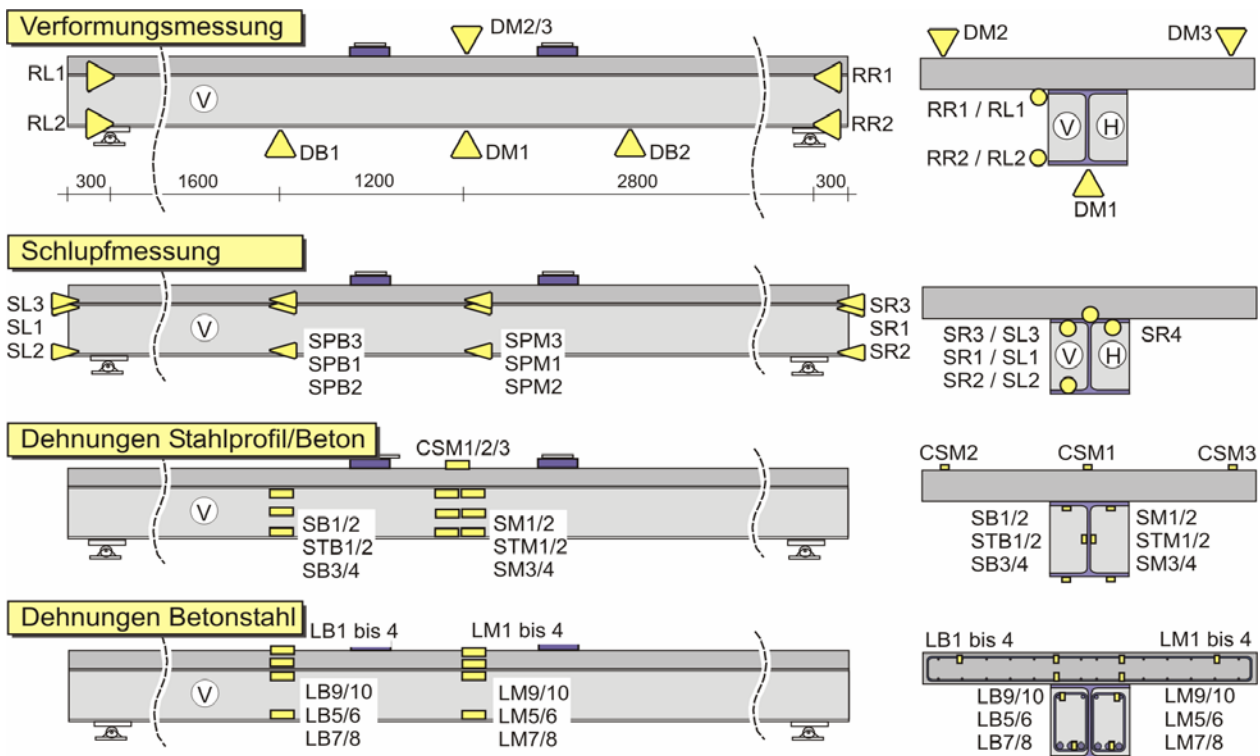 Verformungsmessung
DM2/3
DM2
DM3
RL1
RR1
RR1 / RL1
V
V
H
RL2
RR2
RR2 / RL2
DB1
DM1
DB2
300
1600
1200
2800
300
DM1
Schlupfmessung
SL3
SR3
SL1
SR1
SL2
SR2
V
SPB3
SPB1
SPB2
SPM3
SPM1
SPM2
SR3 / SL3
SR1 / SL1
SR2 / SL2
SR4
V
H
Dehnungen Stahlprofil/Beton
CSM1/2/3
CSM2
CSM1
CSM3
V
SB1/2
STB1/2
SB3/4
SM1/2
STM1/2
SM3/4
SB1/2
STB1/2
SB3/4
SM1/2
STM1/2
SM3/4
Dehnungen Betonstahl
LB1 bis 4
LM1 bis 4
LB1 bis 4
LM1 bis 4
V
LB9/10
LB5/6
LB7/8
LM9/10
LM5/6
LM7/8
LB9/10
LB5/6
LB7/8
LM9/10
LM5/6
LM7/8